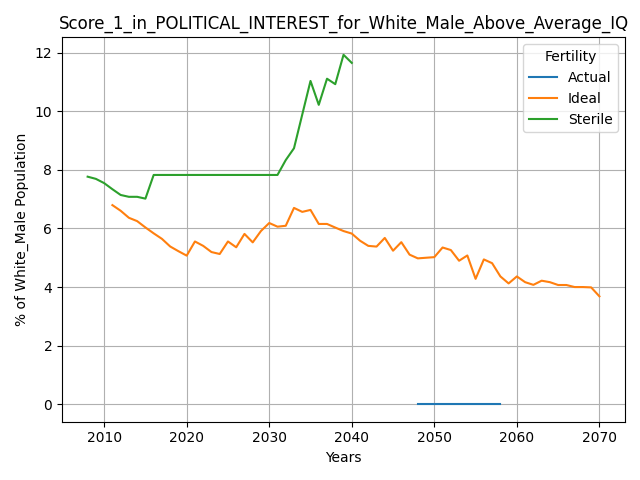 Score_1_in_POLITICAL_INTEREST_for_White_Male_Above_Average_IQ
Fertility
Actual
Ideal
Sterile
% of White_Male Population
12
10
8
6
4
2
0
2010 2020 2030 2040 2050 2060 2070
Years